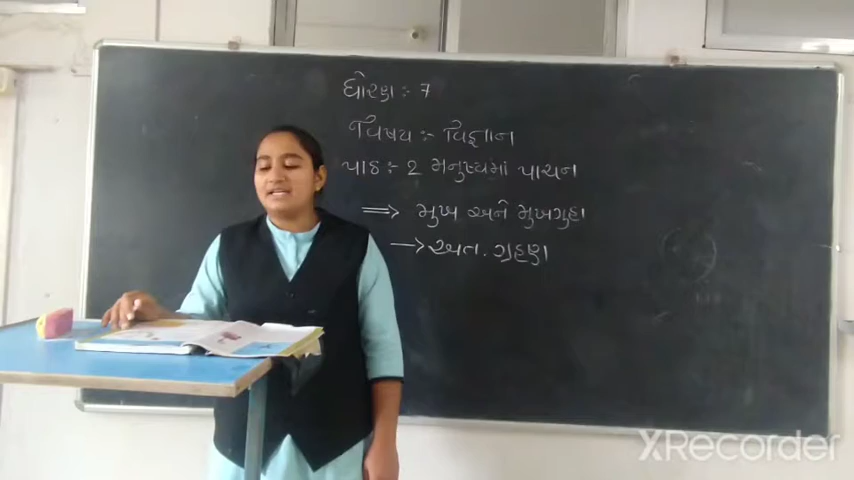 ધોરણ :- 7
વિષય :- વિજ્ઞાન
પાઠ :- 2 મનુષ્યમાં પાચન
⇒ મુખ અને મુખગુહા
→ અંત. ગ્રહણ
XRecorder